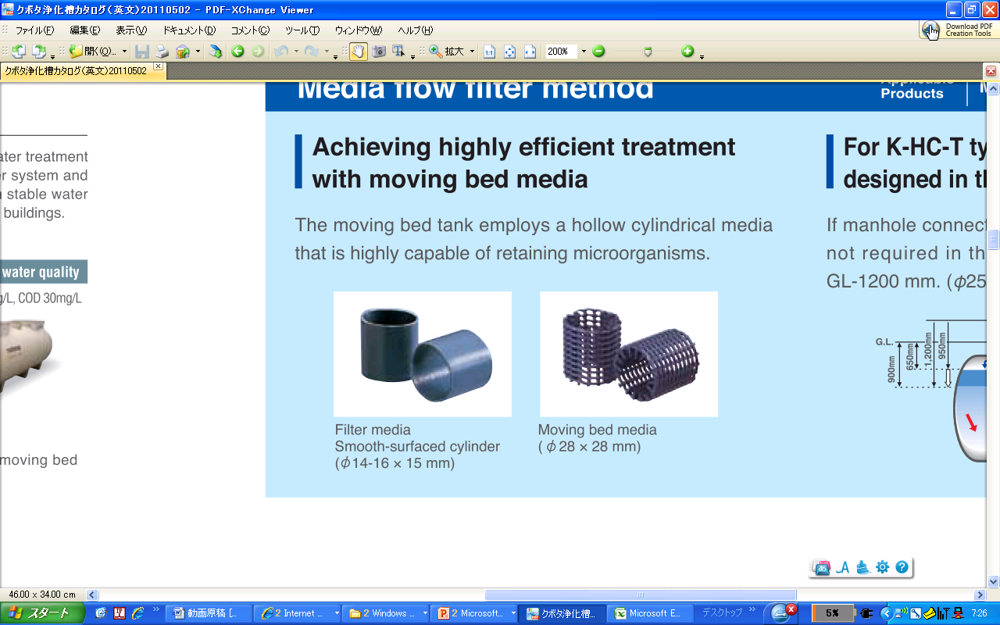 クボタ浄化槽カタログ(英文)20110502 - PDF-XChange Viewer
ファイル(F) 編集(E) 表示(V) ドキュメント(D) コメント(C) ツール(T) ウィンドウ(W) ヘルプ(H)
Download PDF
Creation Tools
開く(O)... 拡大 1:1 200%
クボタ浄化槽カタログ(英文)20110502
Media flow filter method
Applicable
Products
Achieving highly efficient treatment
with moving bed media
The moving bed tank employs a hollow cylindrical media
that is highly capable of retaining microorganisms.
Filter media
Smooth-surfaced cylinder
(φ14-16 × 15 mm)
Moving bed media
(φ28 × 28 mm)
ater treatment
r system and
stable water
buildings.
water quality
g/L, COD 30mg/L
moving bed
For K-HC-T ty
designed in th
If manhole connect
not required in th
GL-1200 mm. (φ25
G.L.
900mm
650mm
1,200mm
950mm
46.00 x 34.00 cm
スタート
動画原稿 [...
2 Internet ...
2 Windows ...
2 Microsoft...
クボタ浄化槽...
Microsoft E...
デスクトップ
5%
7:26